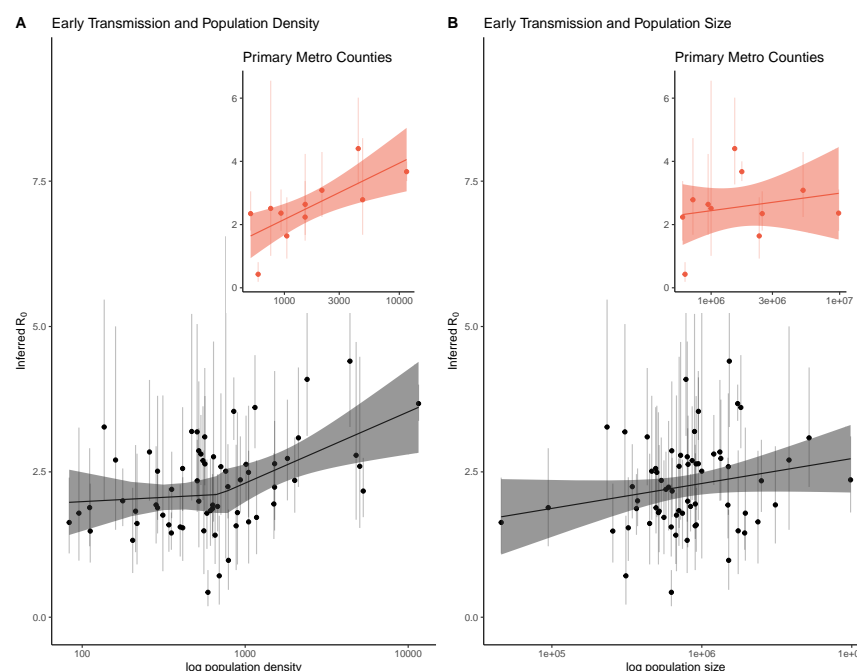 A Early Transmission and Population Density
Primary Metro Counties
6
4
2
0
1000 3000 10000
7.5
5.0
2.5
0.0
Inferred R0
100 1000 10000
log population density
B Early Transmission and Population Size
Primary Metro Counties
6
4
2
0
1e+06 3e+06 1e+07
7.5
5.0
2.5
0.0
Inferred R0
1e+05 1e+06 1e+0
log population size